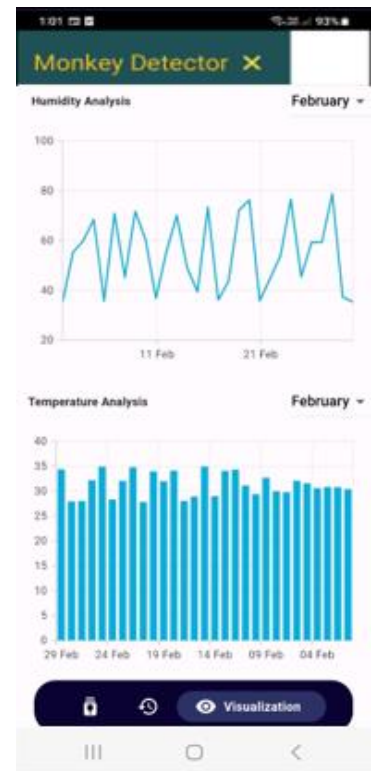 1:01 93%
Monkey Detector ×
Humidity Analysis February
100
80
60
40
20
11 Feb 21 Feb
Temperature Analysis February
40
35
30
25
20
15
10
5
0
29 Feb 24 Feb 19 Feb 14 Feb 09 Feb 04 Feb
Visualization